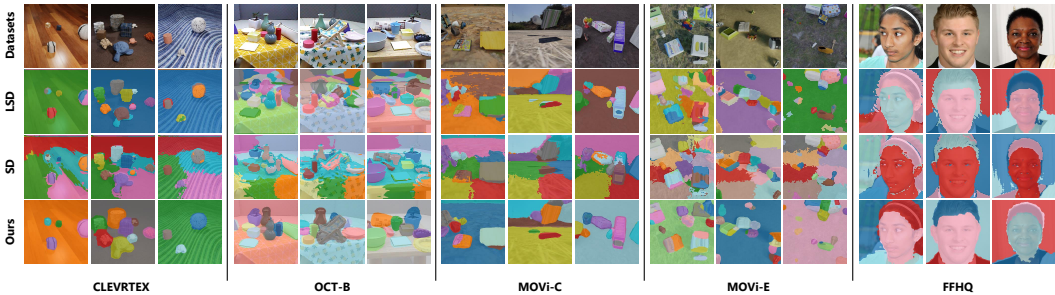 Datasets
LSD
SD
Ours
CLEVRTEX
OCT-B
MOVi-C
MOVi-E
FFHQ